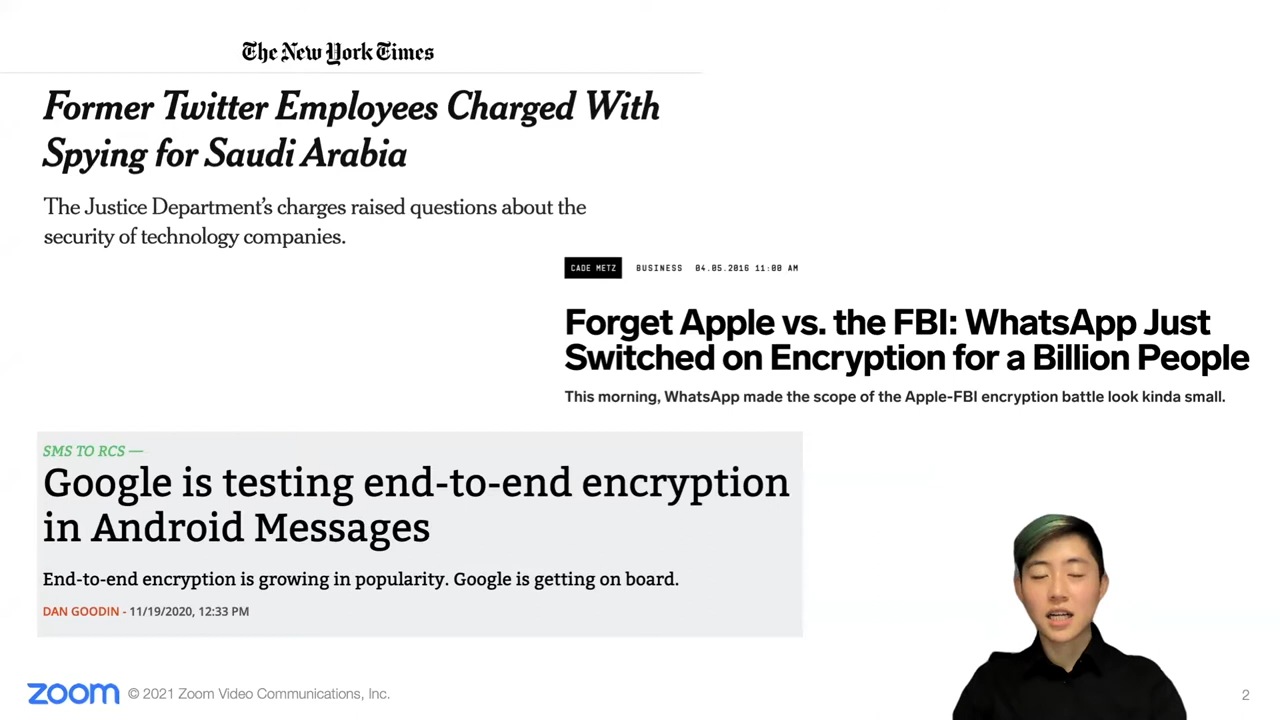 The New York Times
Former Twitter Employees Charged With
Spying for Saudi Arabia
The Justice Department's charges raised questions about the
security of technology companies.
CADE METZ BUSINESS 04.05.2016 11:00 AM
Forget Apple vs. the FBI: WhatsApp Just
Switched on Encryption for a Billion People
This morning, WhatsApp made the scope of the Apple-FBI encryption battle look kinda small.
SMS TO RCS —
Google is testing end-to-end encryption
in Android Messages
End-to-end encryption is growing in popularity. Google is getting on board.
DAN GOODIN - 11/19/2020, 12:33 PM
zoom © 2021 Zoom Video Communications, Inc.
2